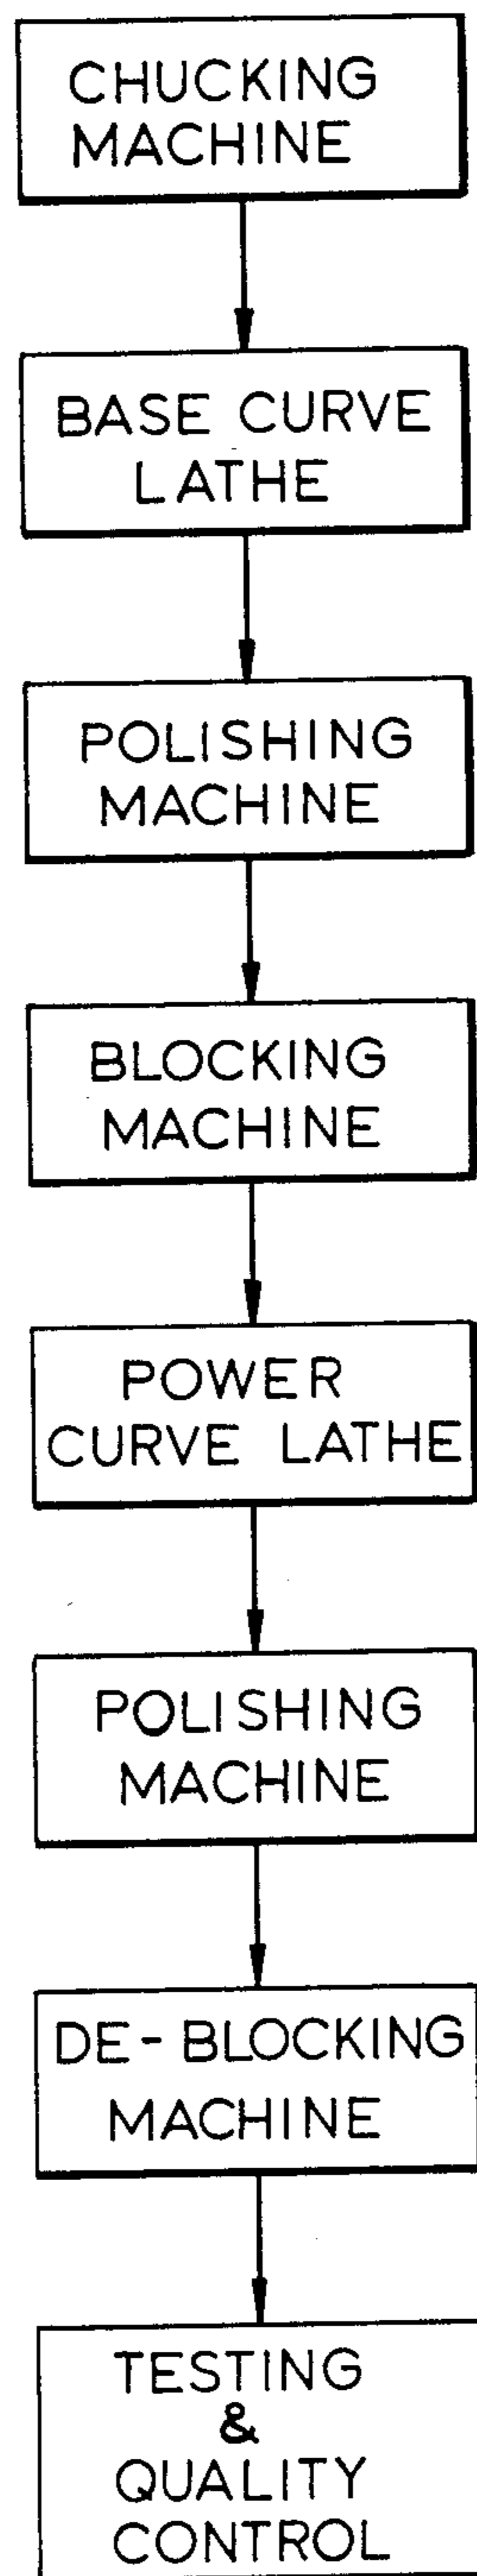 CHUCKING
MACHINE
BASE CURVE
LATHE
POLISHING
MACHINE
BLOCKING
MACHINE
POWER
CURVE LATHE
POLISHING
MACHINE
DE-BLOCKING
MACHINE
TESTING
&
QUALITY
CONTROL